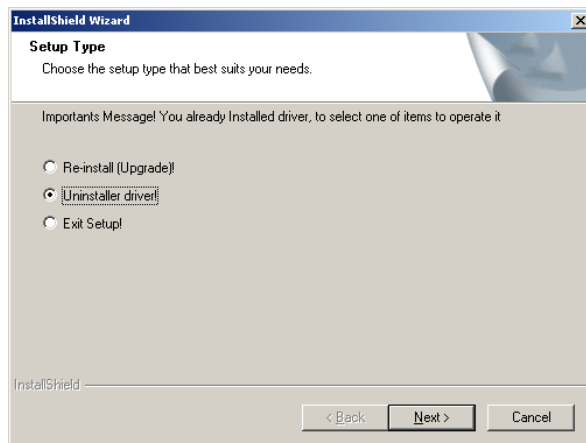 InstallShield Wizard
Setup Type
Choose the setup type that best suits your needs.
Importants Message! You already Installed driver, to select one of items to operate it
Re-install (Upgrade)!
Uninstaller driver!
Exit Setup!
InstallShield
< Back Next > Cancel